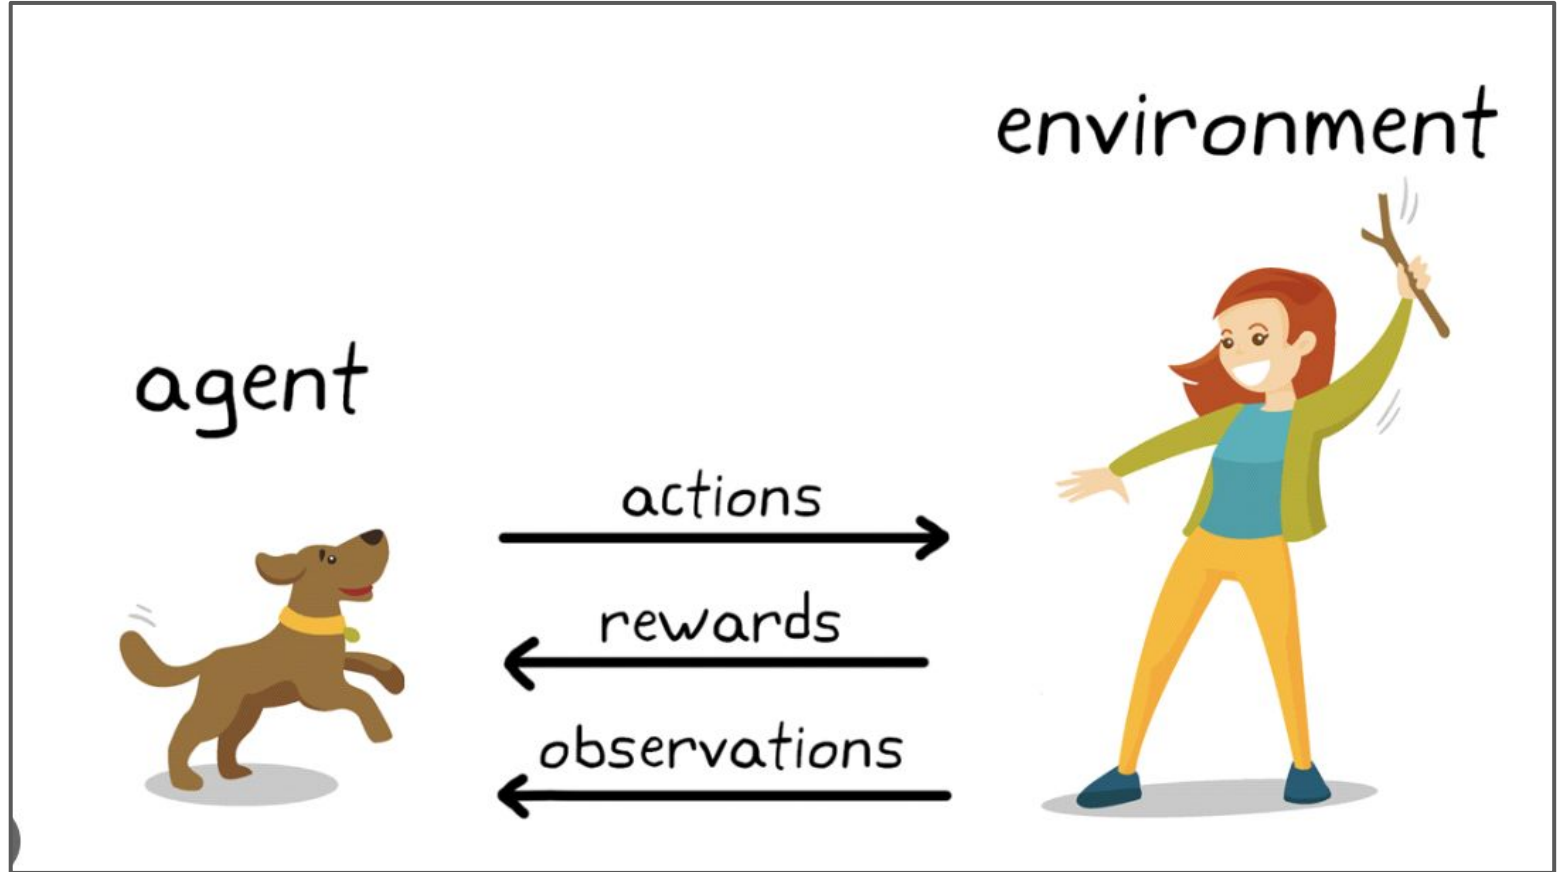 environment
agent
actions
rewards
observations